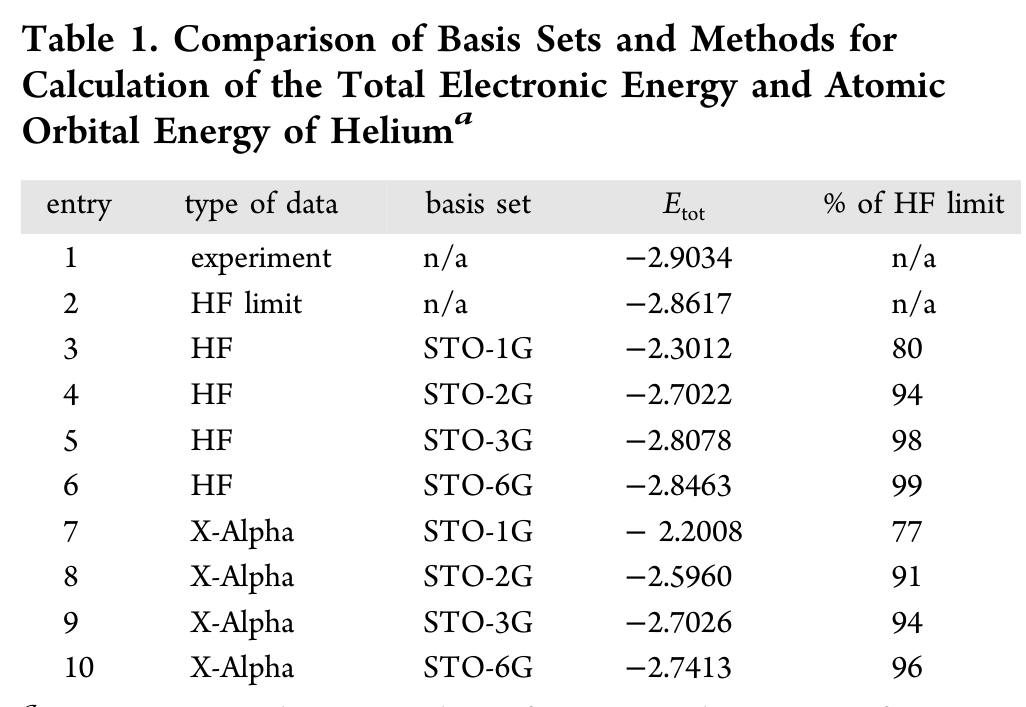 Table 1. Comparison of Basis Sets and Methods for
Calculation of the Total Electronic Energy and Atomic
Orbital Energy of Helium^a
entry type of data basis set E_tot % of HF limit
1 experiment n/a −2.9034 n/a
2 HF limit n/a −2.8617 n/a
3 HF STO-1G −2.3012 80
4 HF STO-2G −2.7022 94
5 HF STO-3G −2.8078 98
6 HF STO-6G −2.8463 99
7 X-Alpha STO-1G − 2.2008 77
8 X-Alpha STO-2G −2.5960 91
9 X-Alpha STO-3G −2.7026 94
10 X-Alpha STO-6G −2.7413 96